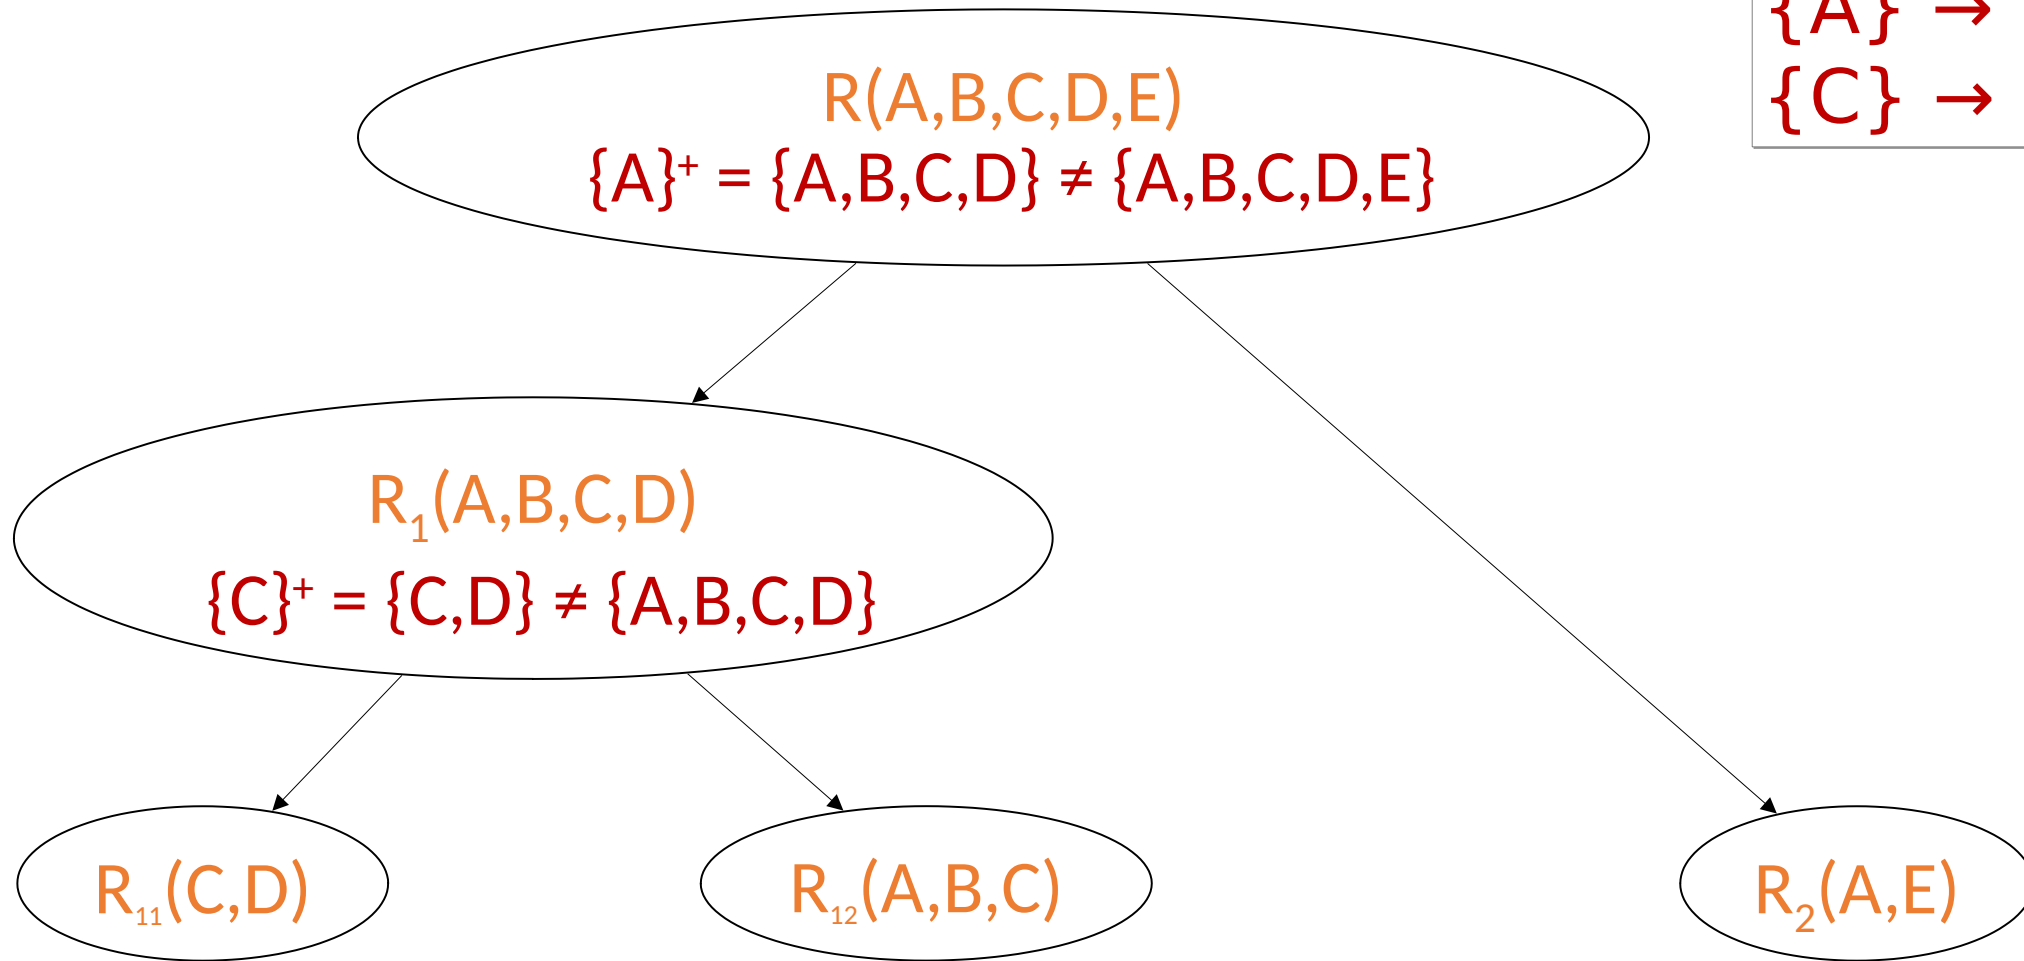 {A} →
{C} →
R(A,B,C,D,E)
{A}⁺ = {A,B,C,D} ≠ {A,B,C,D,E}
R₁(A,B,C,D)
{C}⁺ = {C,D} ≠ {A,B,C,D}
R₁₁(C,D)
R₁₂(A,B,C)
R₂(A,E)